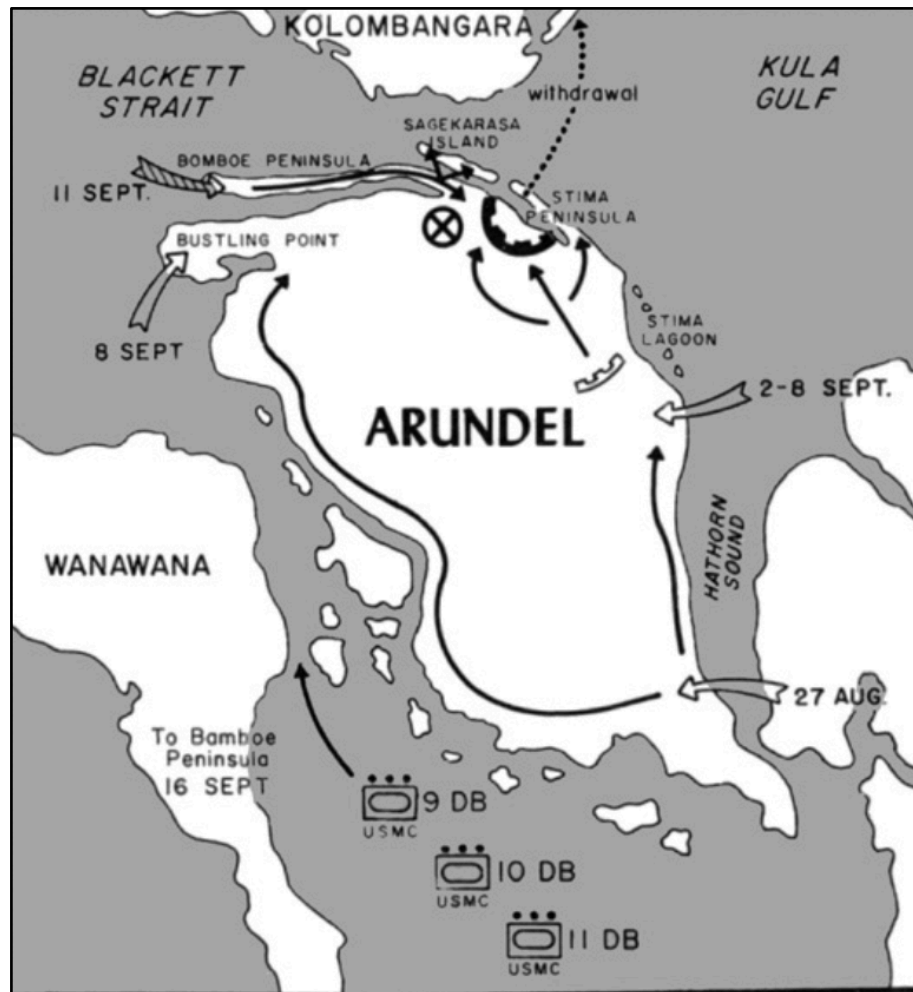 KOLOMBANGARA
BLACKETT
STRAIT
KULA
GULF
withdrawal
SAGEKARASA
ISLAND
BOMBOE PENINSULA
11 SEPT.
STIMA
PENINSULA
BUSTLING POINT
8 SEPT
STIMA
LAGOON
2-8 SEPT.
ARUNDEL
HATHORN
SOUND
WANAWANA
27 AUG.
To Bamboe
Peninsula
16 SEPT
9 DB
USMC
10 DB
USMC
11 DB
USMC